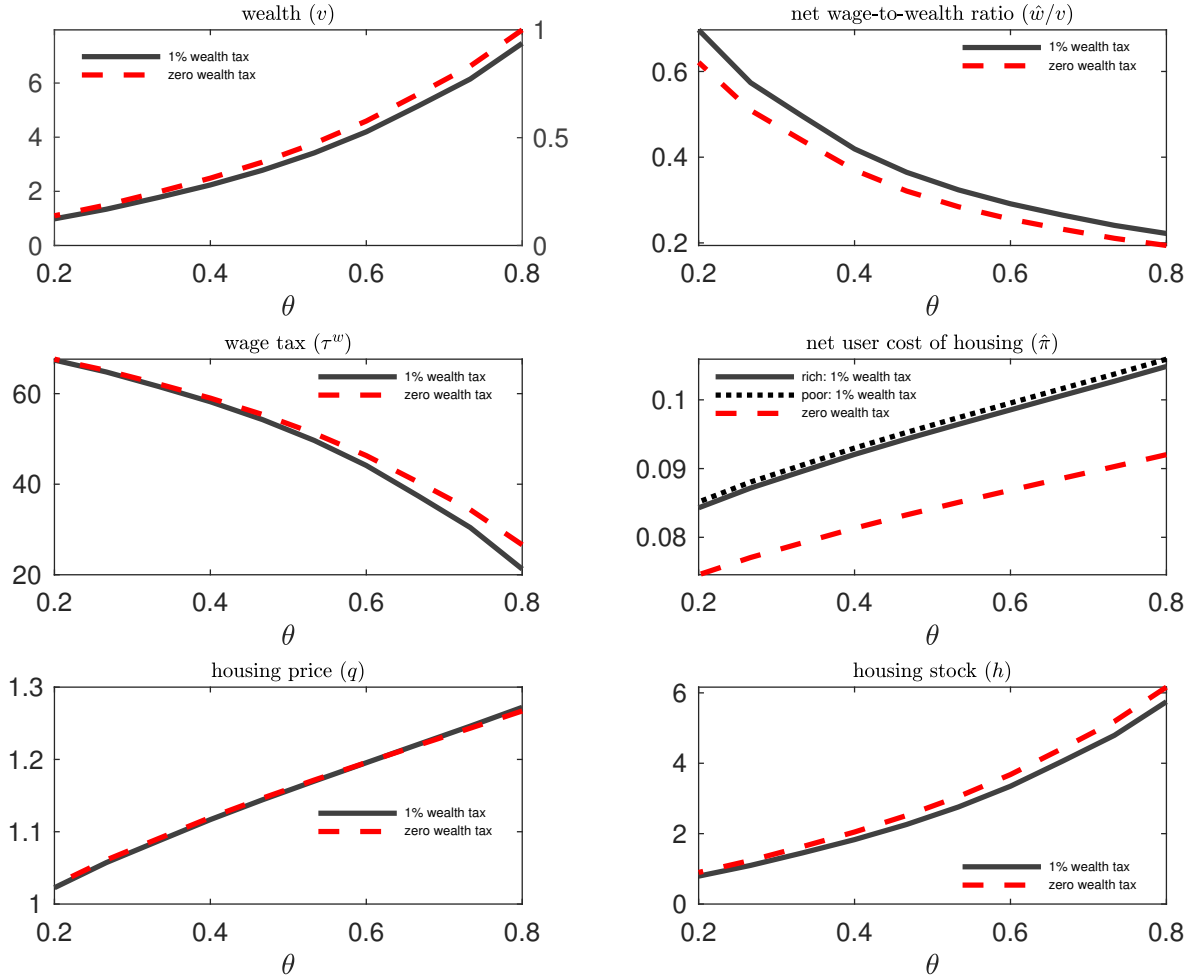 wealth (v)
1% wealth tax
zero wealth tax
6
4
2
0
1
0.5
0
0.2 0.4 0.6 0.8
θ
net wage-to-wealth ratio (ŵ/v)
1% wealth tax
zero wealth tax
0.6
0.4
0.2
0.2 0.4 0.6 0.8
θ
wage tax (τ^w)
1% wealth tax
zero wealth tax
60
40
20
0.2 0.4 0.6 0.8
θ
net user cost of housing (π̂)
rich: 1% wealth tax
poor: 1% wealth tax
zero wealth tax
0.1
0.09
0.08
0.2 0.4 0.6 0.8
θ
housing price (q)
1.3
1.2
1.1
1
1% wealth tax
zero wealth tax
0.2 0.4 0.6 0.8
θ
housing stock (h)
6
4
2
0
1% wealth tax
zero wealth tax
0.2 0.4 0.6 0.8
θ